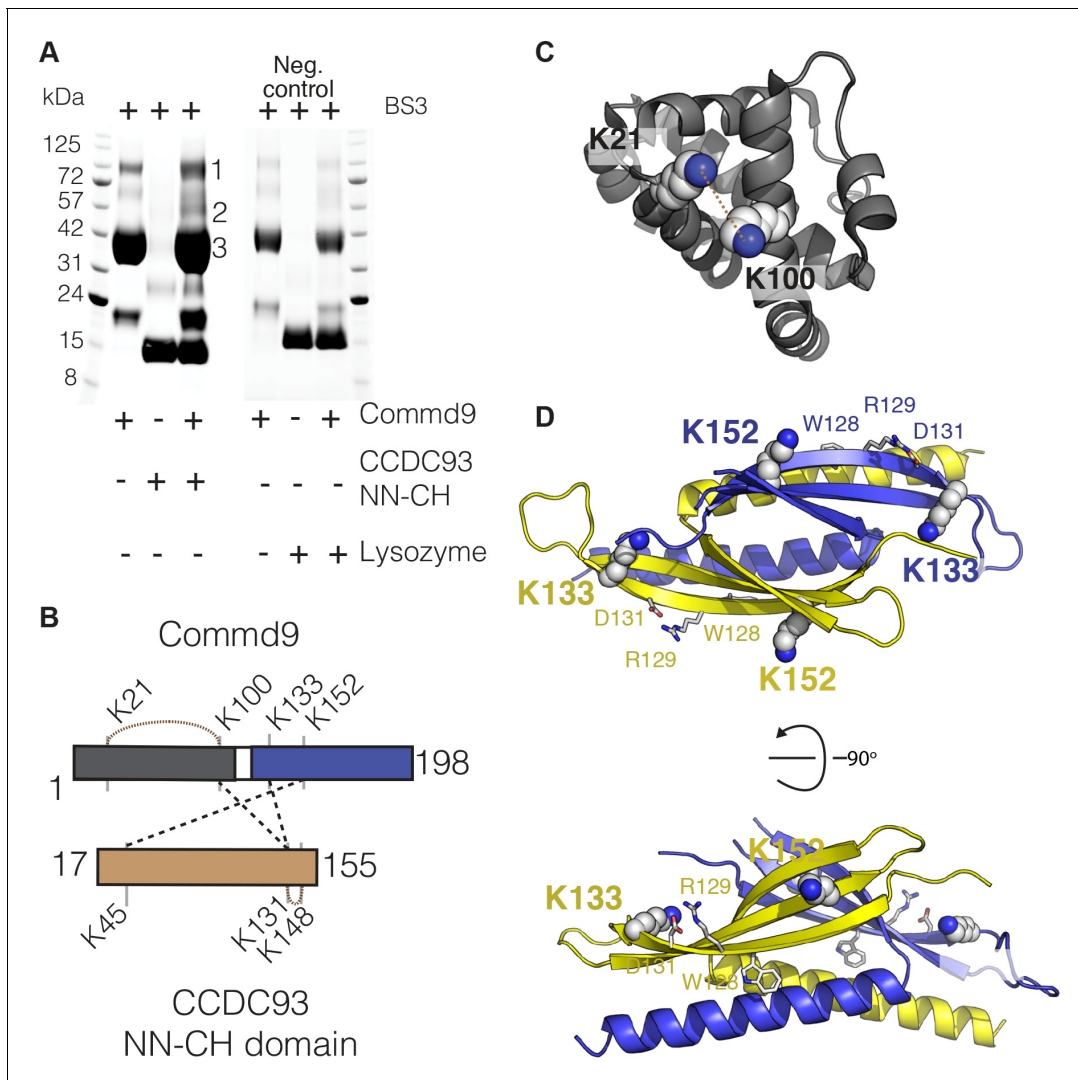 A
kDa
Neg.
control
+ + + + + + BS3
125
72
57
42
31
24
15
8
1
2
3
+ - + + - + Commd9
- + + - - - CCDC93
NN-CH
- - - - + + Lysozyme
B
Commd9
K21
K100
K133
K152
1
198
17
155
K45
K131
K148
CCDC93
NN-CH domain
C
K21
K100
D
K152
W128
R129
D131
K133
K133
D131
R129
W128
K152
90º
K152
K133
R129
D131
W128